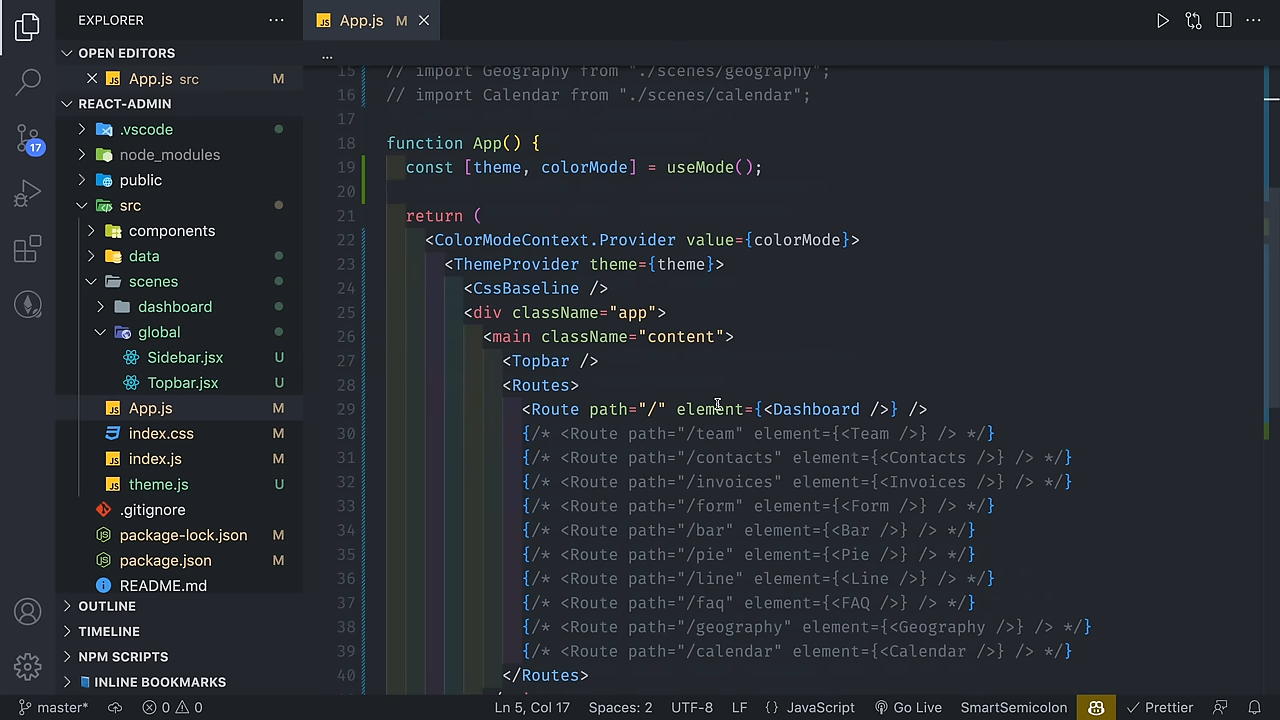 EXPLORER
App.js M
OPEN EDITORS
App.js src M
REACT-ADMIN
.vscode
node_modules
public
src
components
data
scenes
dashboard
global
Sidebar.jsx U
Topbar.jsx U
App.js M
index.css M
index.js M
theme.js U
.gitignore
package-lock.json M
package.json M
README.md
OUTLINE
TIMELINE
NPM SCRIPTS
INLINE BOOKMARKS
17
...
15 // import Geography from "./scenes/geography";
16 // import Calendar from "./scenes/calendar";
17
18 function App() {
19 const [theme, colorMode] = useMode();
20
21 return (
22 <ColorModeContext.Provider value={colorMode}>
23 <ThemeProvider theme={theme}>
24 <CssBaseline />
25 <div className="app">
26 <main className="content">
27 <Topbar />
28 <Routes>
29 <Route path="/" element={<Dashboard />} />
30 {/* <Route path="/team" element={<Team />} /> */}
31 {/* <Route path="/contacts" element={<Contacts />} /> */}
32 {/* <Route path="/invoices" element={<Invoices />} /> */}
33 {/* <Route path="/form" element={<Form />} /> */}
34 {/* <Route path="/bar" element={<Bar />} /> */}
35 {/* <Route path="/pie" element={<Pie />} /> */}
36 {/* <Route path="/line" element={<Line />} /> */}
37 {/* <Route path="/faq" element={<FAQ />} /> */}
38 {/* <Route path="/geography" element={<Geography />} /> */}
39 {/* <Route path="/calendar" element={<Calendar />} /> */}
40 </Routes>
master* 0 0 Ln 5, Col 17 Spaces: 2 UTF-8 LF {} JavaScript Go Live SmartSemicolon Prettier